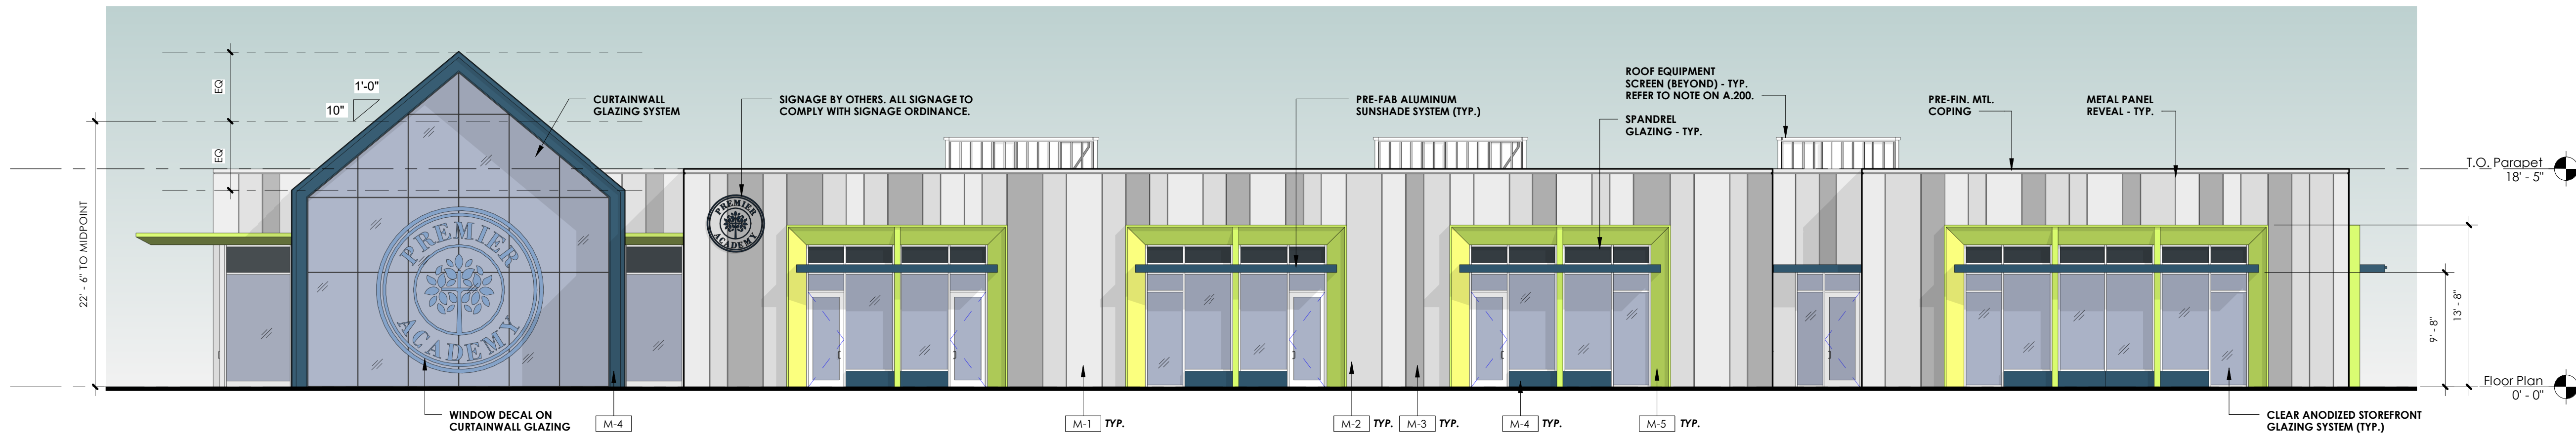 EQ
1'-0"
10"
EQ
22' - 6" TO MIDPOINT
CURTAINWALL
GLAZING SYSTEM
SIGNAGE BY OTHERS. ALL SIGNAGE TO
COMPLY WITH SIGNAGE ORDINANCE.
PRE-FAB ALUMINUM
SUNSHADE SYSTEM (TYP.)
SPANDREL
GLAZING - TYP.
ROOF EQUIPMENT
SCREEN (BEYOND) - TYP.
REFER TO NOTE ON A.200.
PRE-FIN. MTL.
COPING
METAL PANEL
REVEAL - TYP.
T.O. Parapet
18' - 5"
PREMIER
ACADEMY
PREMIER
ACADEMY
9' - 8"
13' - 8"
Floor Plan
0' - 0"
WINDOW DECAL ON
CURTAINWALL GLAZING
M-4
M-1 TYP.
M-2 TYP.
M-3 TYP.
M-4 TYP.
M-5 TYP.
CLEAR ANODIZED STOREFRONT
GLAZING SYSTEM (TYP.)